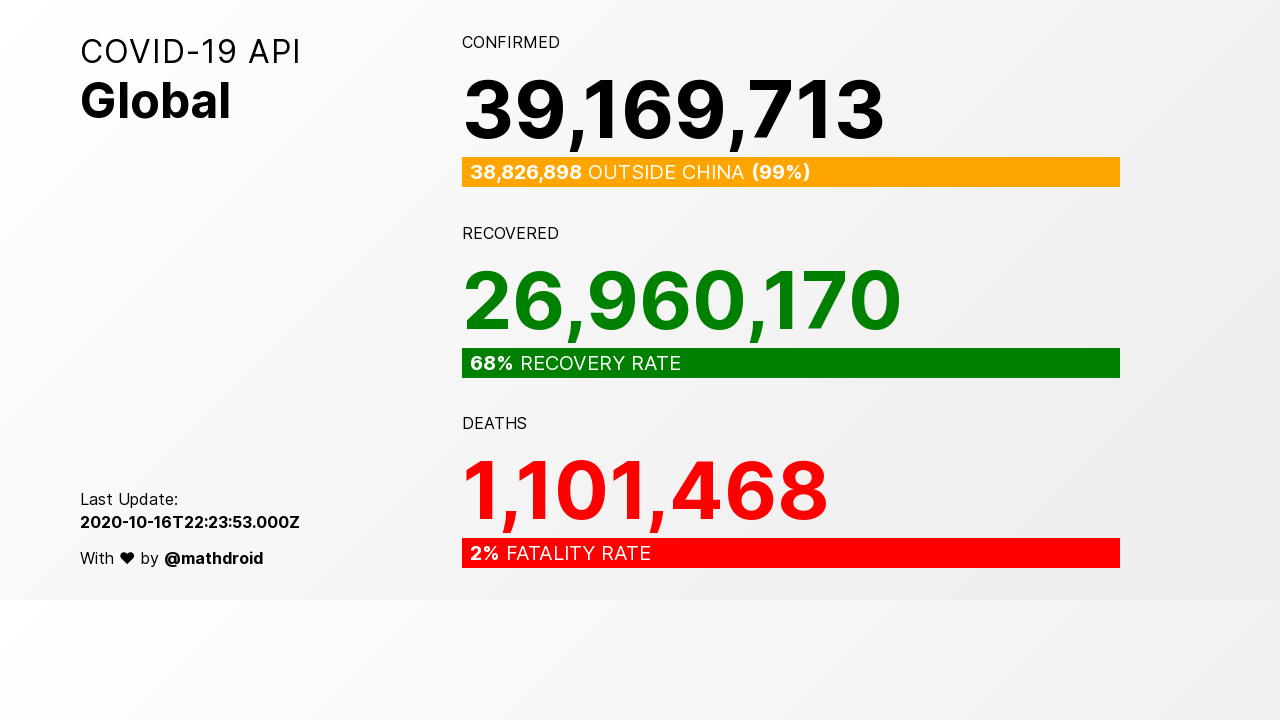 COVID-19 API
Global
CONFIRMED
39,169,713
38,826,898 OUTSIDE CHINA (99%)
RECOVERED
26,960,170
68% RECOVERY RATE
DEATHS
1,101,468
2% FATALITY RATE
Last Update:
2020-10-16T22:23:53.000Z
With ♥ by @mathdroid